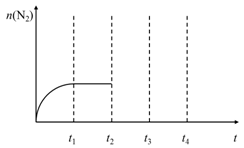 n(N₂)
t₁ t₂ t₃ t₄ t